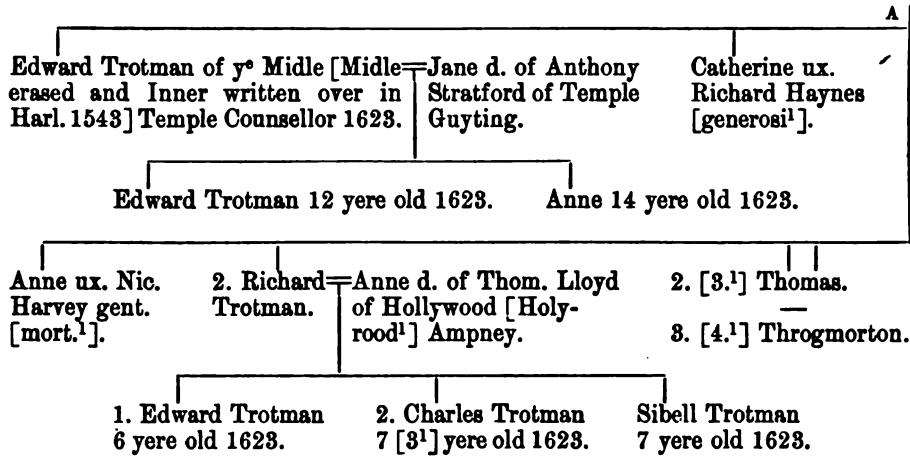 A
Edward Trotman of yᵉ Midle [Midle
erased and Inner written over in
Harl. 1543] Temple Counsellor 1623.
Jane d. of Anthony
Stratford of Temple
Guyting.
Catherine ux.
Richard Haynes
[generosi¹].
Edward Trotman 12 yere old 1623.
Anne 14 yere old 1623.
Anne ux. Nic.
Harvey gent.
[mort.¹].
2. Richard
Trotman.
Anne d. of Thom. Lloyd
of Hollywood [Holy-
rood¹] Ampney.
2. [3.¹] Thomas.
—
3. [4.¹] Throgmorton.
1. Edward Trotman
6 yere old 1623.
2. Charles Trotman
7 [3¹] yere old 1623.
Sibell Trotman
7 yere old 1623.